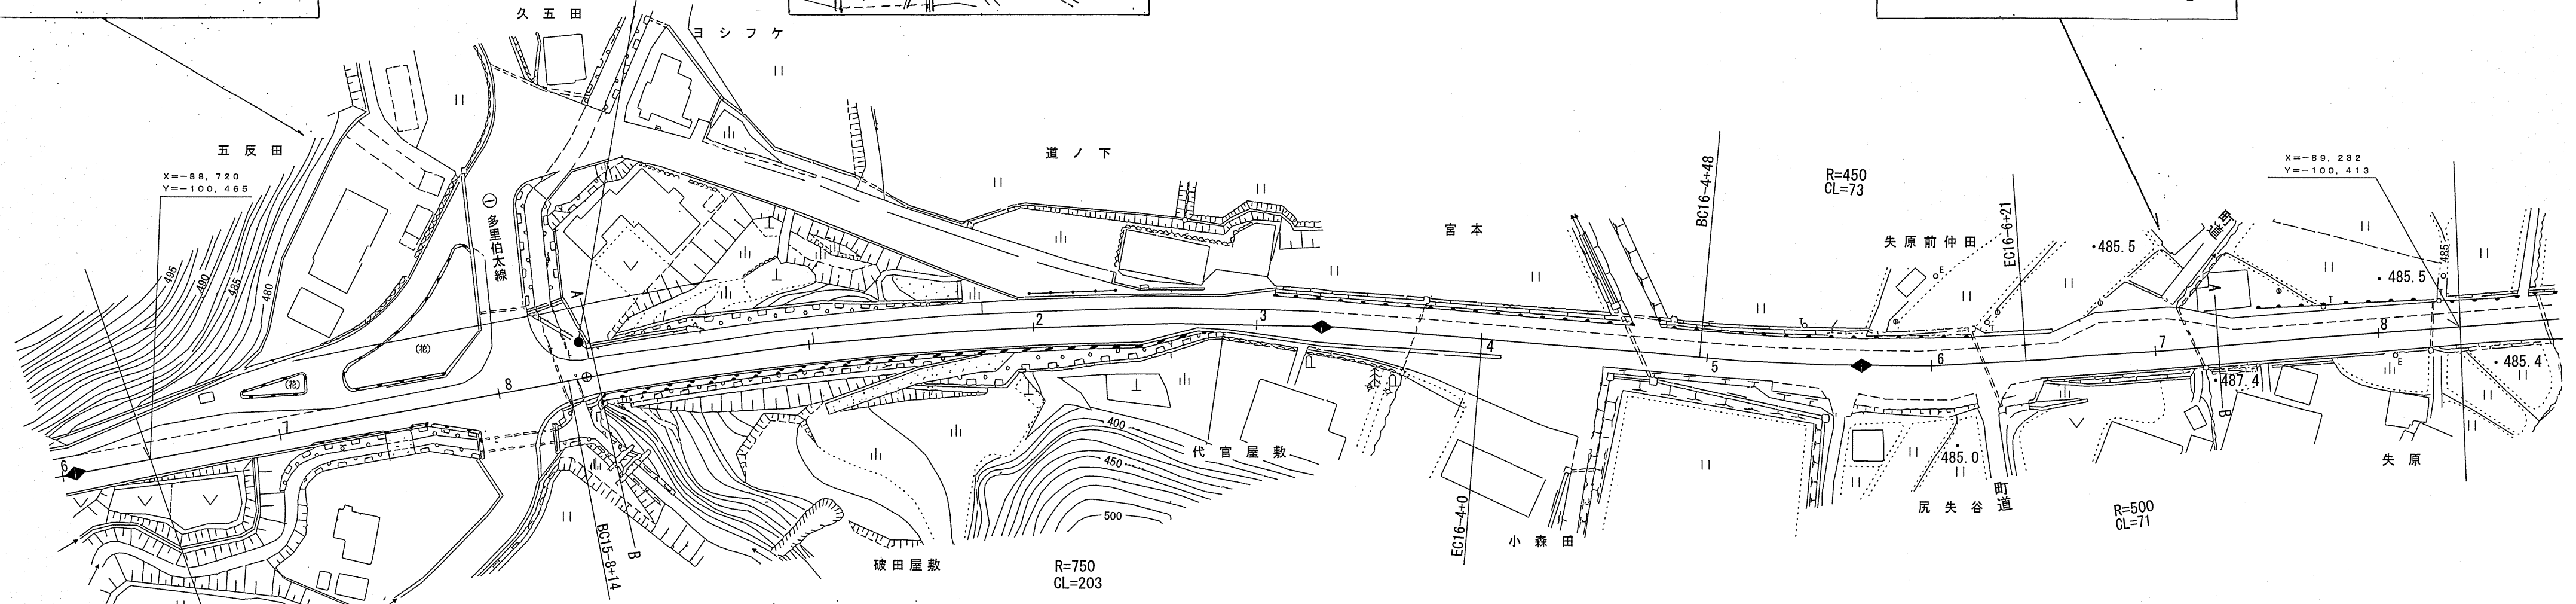 久五田
ヨシフケ
五反田
X=-88,720
Y=-100,465
495
490
485
480
㊀多里伯太線
道ノ下
宮本
BC16-4+48
R=450
CL=73
失原前仲田
EC16-6+21
町道
X=-89,232
Y=-100,413
485.5
485.5
485
E
T
T
T
T
A
A
(花)
(花)
6
7
8
1
2
3
4
5
6
7
8
487.4
B
485.4
E
失原
400
450
500
代官屋敷
485.0
尻失谷
町道
R=500
CL=71
EC16-4+0
小森田
BC15-8+14
B
破田屋敷
R=750
CL=203